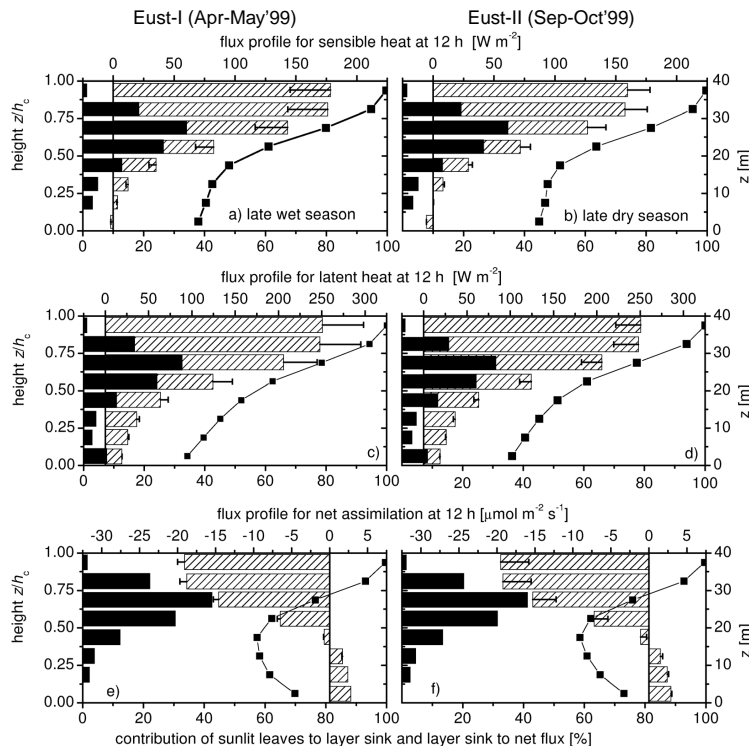 Eust-I (Apr-May'99) Eust-II (Sep-Oct'99)
flux profile for sensible heat at 12 h [W m⁻²]
0 50 100 150 200 0 50 100 150 200
1.00 40
0.75 30
0.50 20
0.25 10
0.00 0
height z/hc
z [m]
a) late wet season b) late dry season
0 20 40 60 80 100 0 20 40 60 80 100
flux profile for latent heat at 12 h [W m⁻²]
0 50 100 150 200 250 300 0 50 100 150 200 250 300
1.00 40
0.75 30
0.50 20
0.25 10
0.00 0
height z/hc
z [m]
c) d)
0 20 40 60 80 100 0 20 40 60 80 100
flux profile for net assimilation at 12 h [μmol m⁻² s⁻¹]
-30 -25 -20 -15 -10 -5 0 5 -30 -25 -20 -15 -10 -5 0 5
1.00 40
0.75 30
0.50 20
0.25 10
0.00 0
height z/hc
z [m]
e) f)
0 20 40 60 80 100 0 20 40 60 80 100
contribution of sunlit leaves to layer sink and layer sink to net flux [%]